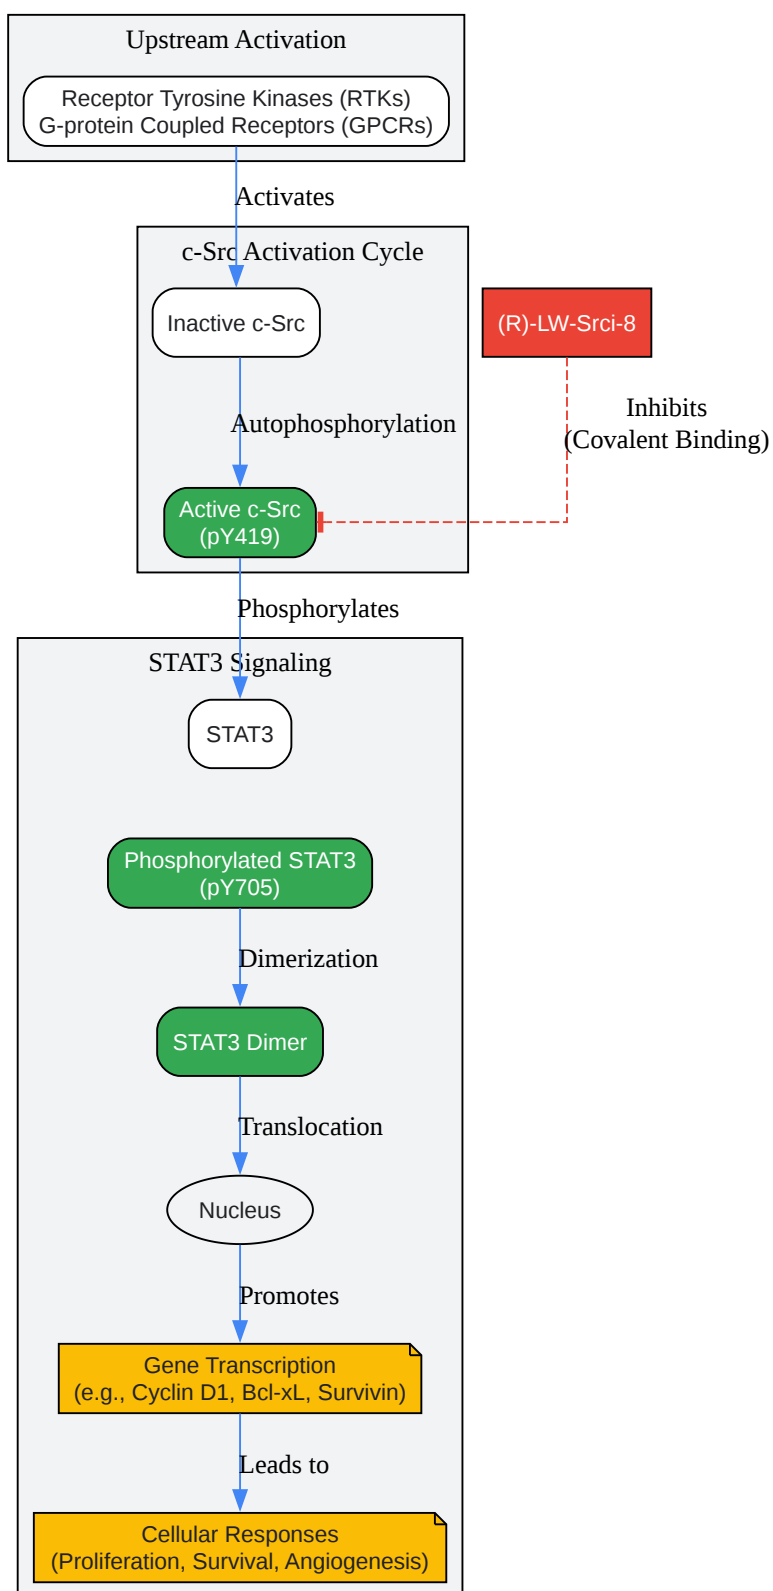 Upstream Activation
Receptor Tyrosine Kinases (RTKs)
G-protein Coupled Receptors (GPCRs)
Activates
c-Src Activation Cycle
Inactive c-Src
(R)-LW-Srci-8
Inhibits
(Covalent Binding)
Autophosphorylation
Active c-Src
(pY419)
Phosphorylates
STAT3 Signaling
STAT3
Phosphorylated STAT3
(pY705)
Dimerization
STAT3 Dimer
Translocation
Nucleus
Promotes
Gene Transcription
(e.g., Cyclin D1, Bcl-xL, Survivin)
Leads to
Cellular Responses
(Proliferation, Survival, Angiogenesis)